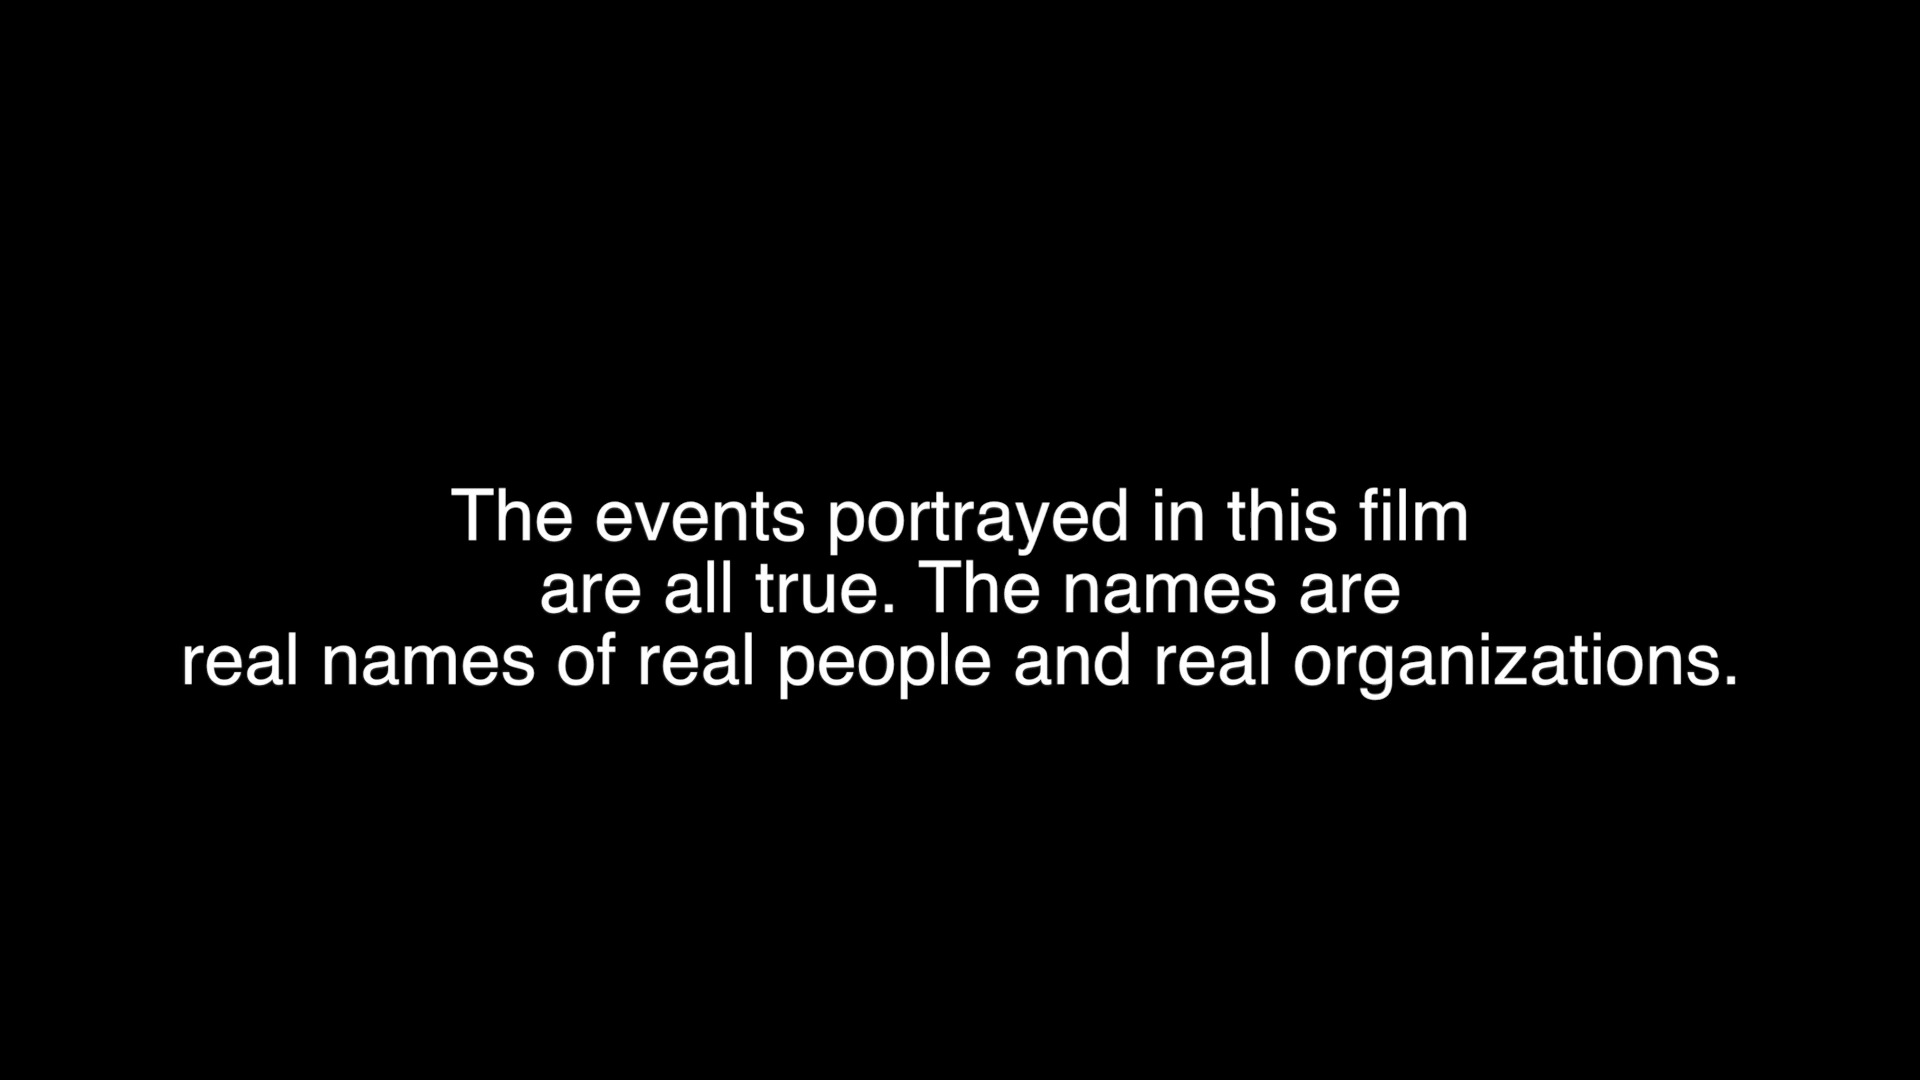 The events portrayed in this film
are all true. The names are
real names of real people and real organizations.